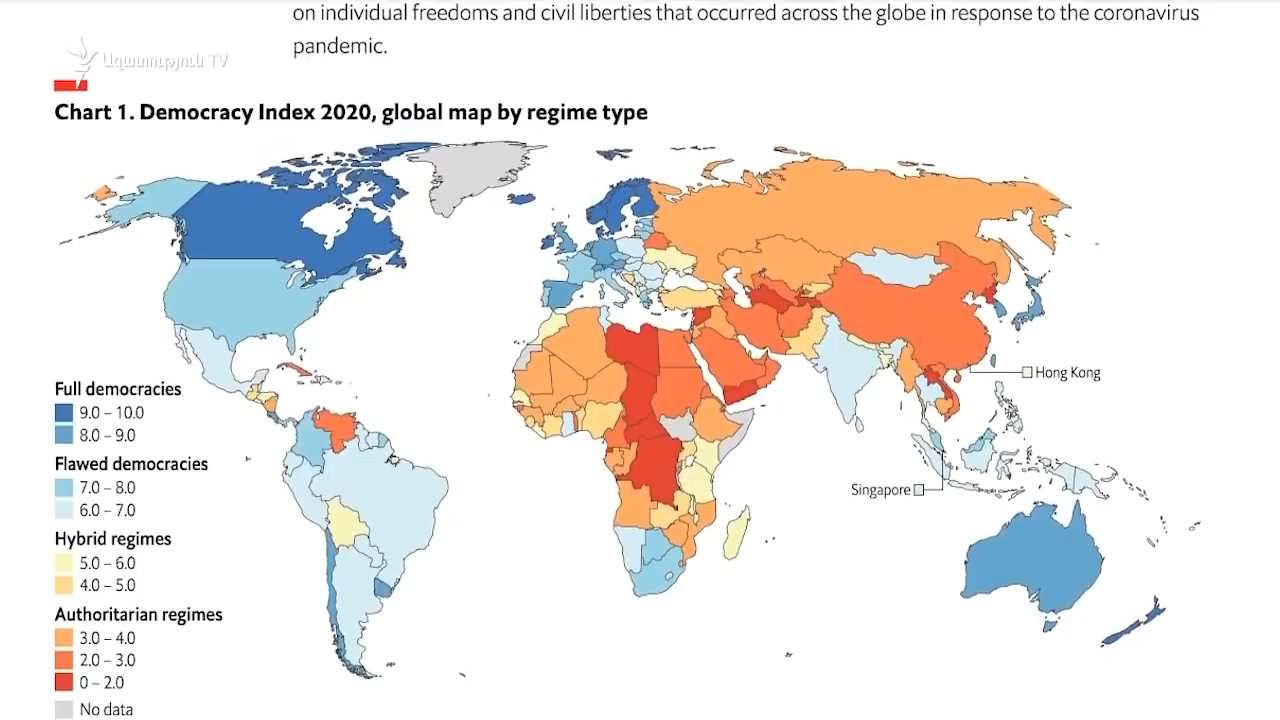 on individual freedoms and civil liberties that occurred across the globe in response to the coronavirus
pandemic.
Ազատություն TV
Chart 1. Democracy Index 2020, global map by regime type
Hong Kong
Singapore
Full democracies
9.0 – 10.0
8.0 – 9.0
Flawed democracies
7.0 – 8.0
6.0 – 7.0
Hybrid regimes
5.0 – 6.0
4.0 – 5.0
Authoritarian regimes
3.0 – 4.0
2.0 – 3.0
0 – 2.0
No data